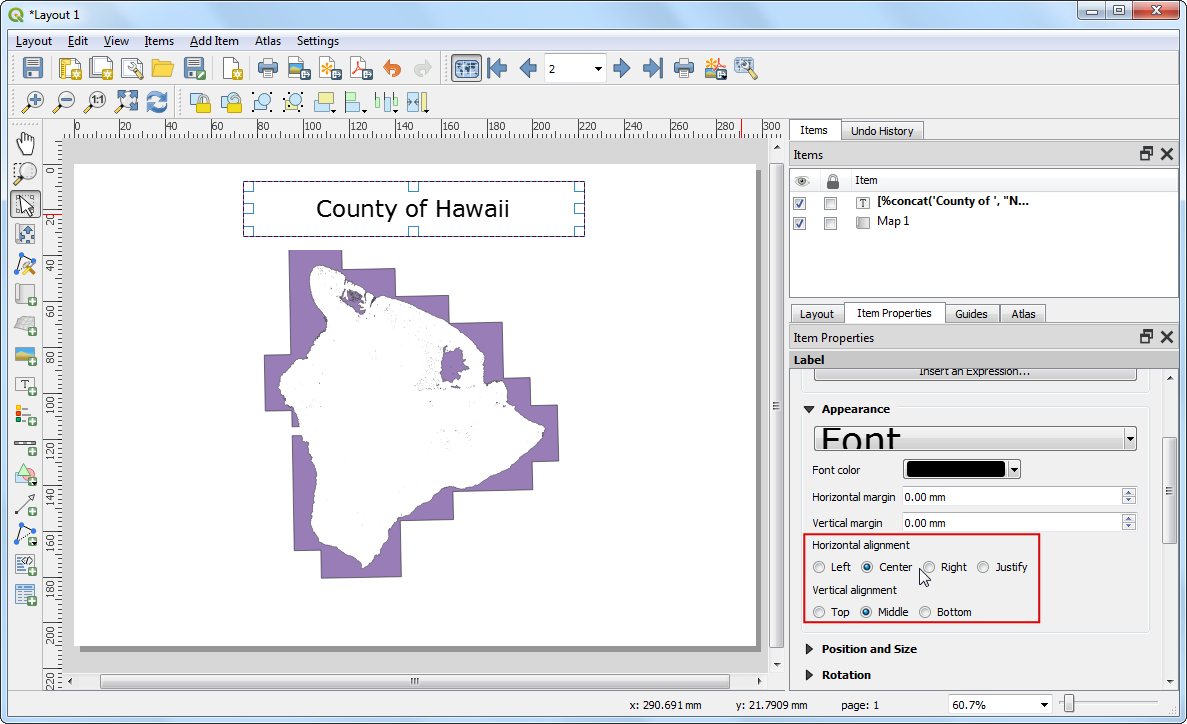 *Layout 1
Layout Edit View Items Add Item Atlas Settings
2
1:1
0 20 40 60 80 100 120 140 160 180 200 220 240 260 280 300
0
20
40
60
80
100
120
140
160
180
200
220
County of Hawaii
Items Undo History
Items
Item
T [%concat('County of ', "N...
Map 1
Layout Item Properties Guides Atlas
Item Properties
Label
Insert an Expression...
Appearance
Font
Font color
Horizontal margin 0.00 mm
Vertical margin 0.00 mm
Horizontal alignment
Left Center Right Justify
Vertical alignment
Top Middle Bottom
Position and Size
Rotation
x: 290.691 mm y: 21.7909 mm page: 1 60.7%